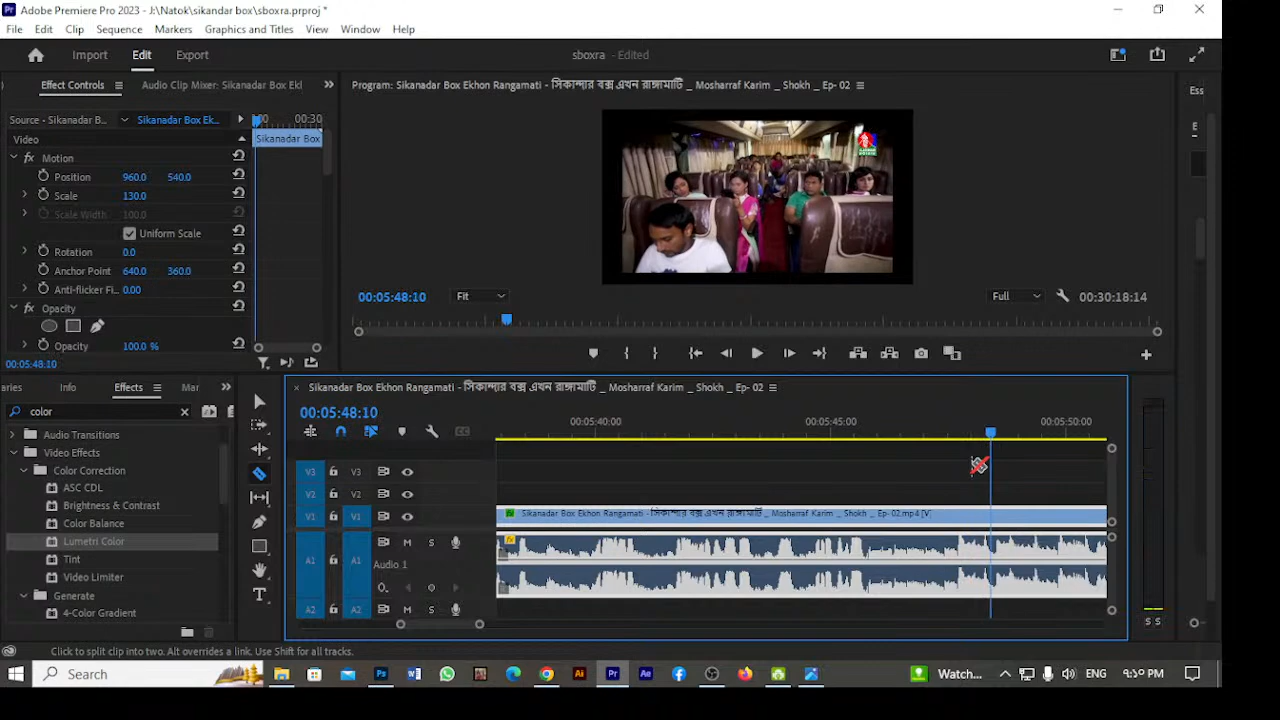 Adobe Premiere Pro 2023 - J:\Natok\sikandar box\sboxra.prproj *
File Edit Clip Sequence Markers Graphics and Titles View Window Help
Import Edit Export
sboxra - Edited
Effect Controls
Audio Clip Mixer: Sikanadar Box Ekl
Program: Sikanadar Box Ekhon Rangamati - সিকান্দার বক্স এখন রাঙ্গামাটি _ Mosharraf Karim _ Shokh _ Ep- 02
Ess
Source - Sikanadar B...
Sikanadar Box Ek...
:00 00:30
Video
Sikanadar Box
E
Motion
Position 960.0 540.0
Scale 130.0
Scale Width 100.0
Uniform Scale
Rotation 0.0
Anchor Point 640.0 360.0
Anti-flicker Fi... 0.00
Opacity
Opacity 100.0 %
00:05:48:10
00:05:48:10 Fit Full 00:30:18:14
aries Info Effects Mar
color
Audio Transitions
Video Effects
Color Correction
ASC CDL
Brightness & Contrast
Color Balance
Lumetri Color
Tint
Video Limiter
Generate
4-Color Gradient
Sikanadar Box Ekhon Rangamati - সিকান্দার বক্স এখন রাঙ্গামাটি _ Mosharraf Karim _ Shokh _ Ep- 02
00:05:48:10
00:05:40:00 00:05:45:00 00:05:50:00
V3 V3
V2 V2
V1 V1
Sikanadar Box Ekhon Rangamati - সিকান্দার বক্স এখন রাঙ্গামাটি _ Mosharraf Karim _ Shokh _ Ep- 02.mp4 [V]
fx
A1 A1 M S
Audio 1
A2 A2 M S
S S
Click to split clip into two. Alt overrides a link. Use Shift for all tracks.
Search
Ps Ai Pr Ae
Watch...
ENG
৯:১০ PM